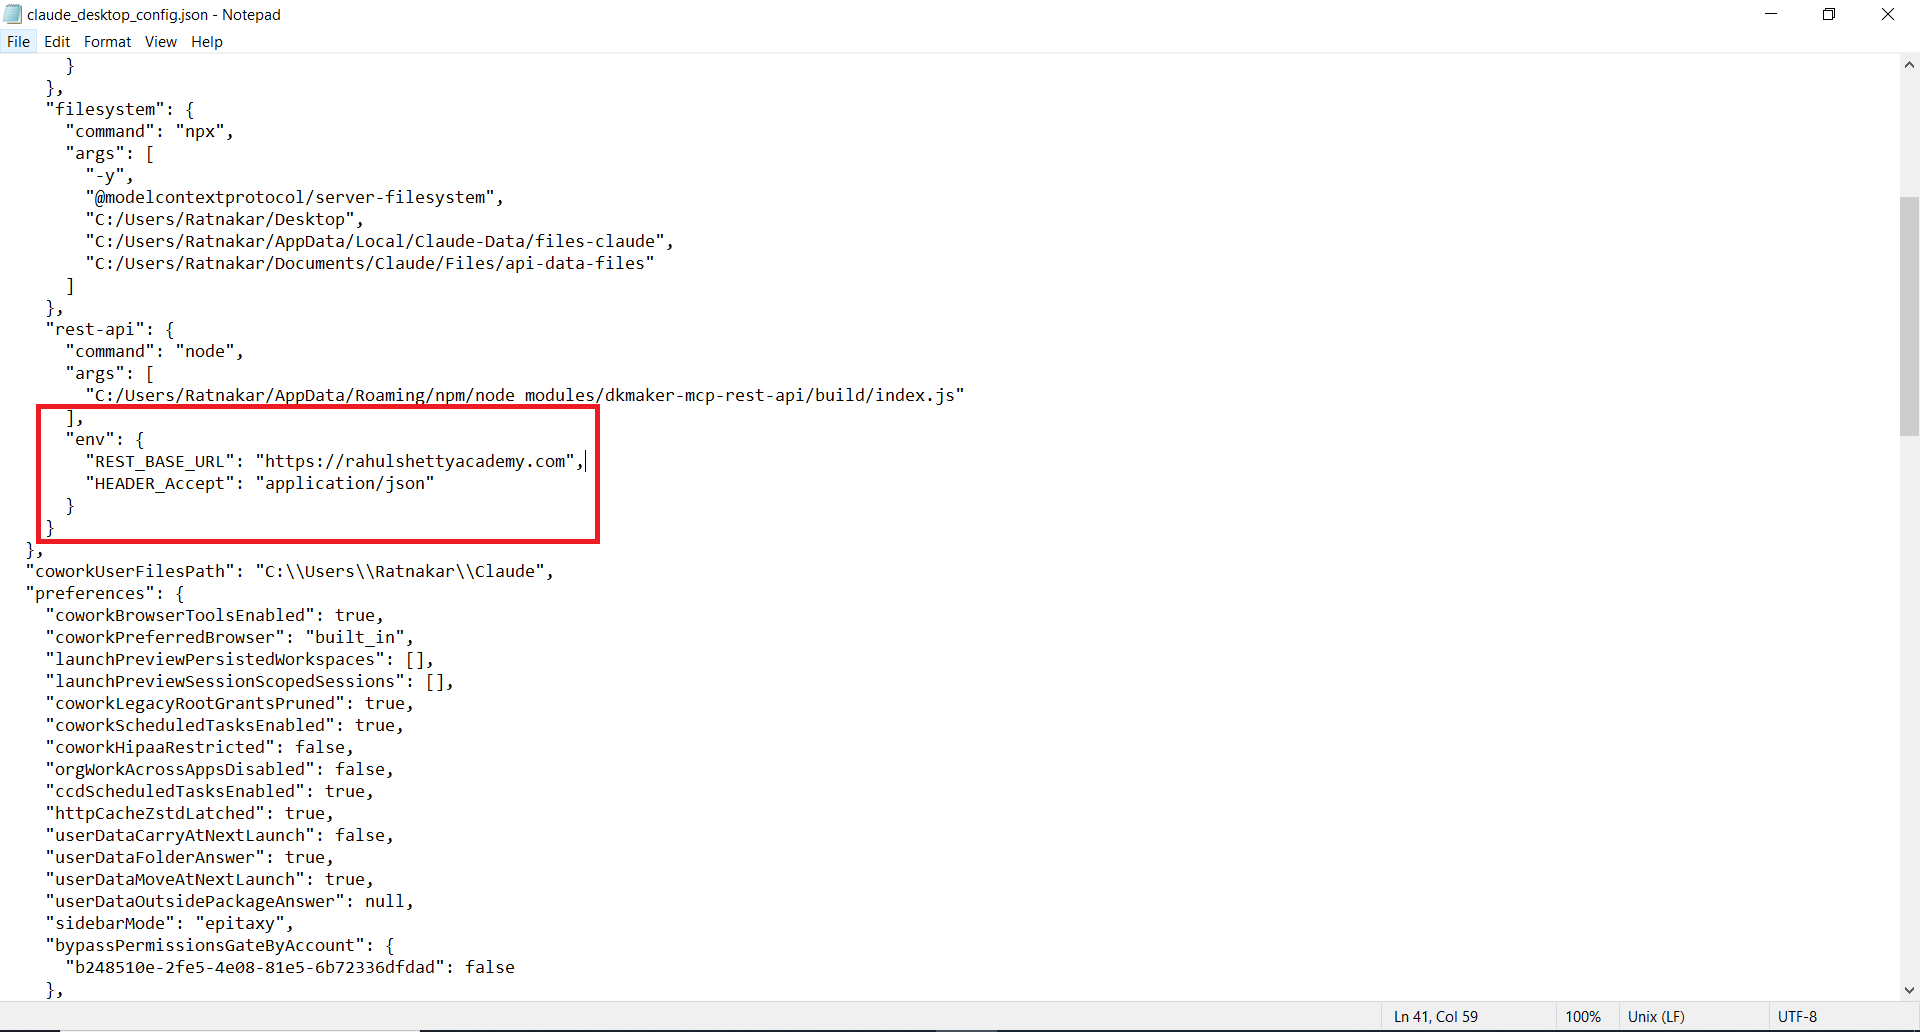 claude_desktop_config.json - Notepad
File Edit Format View Help
}
},
"filesystem": {
"command": "npx",
"args": [
"-y",
"@modelcontextprotocol/server-filesystem",
"C:/Users/Ratnakar/Desktop",
"C:/Users/Ratnakar/AppData/Local/Claude-Data/files-claude",
"C:/Users/Ratnakar/Documents/Claude/Files/api-data-files"
]
},
"rest-api": {
"command": "node",
"args": [
"C:/Users/Ratnakar/AppData/Roaming/npm/node_modules/dkmaker-mcp-rest-api/build/index.js"
],
"env": {
"REST_BASE_URL": "https://rahulshettyacademy.com",
"HEADER_Accept": "application/json"
}
}
},
"coworkUserFilesPath": "C:\\Users\\Ratnakar\\Claude",
"preferences": {
"coworkBrowserToolsEnabled": true,
"coworkPreferredBrowser": "built_in",
"launchPreviewPersistedWorkspaces": [],
"launchPreviewSessionScopedSessions": [],
"coworkLegacyRootGrantsPruned": true,
"coworkScheduledTasksEnabled": true,
"coworkHipaaRestricted": false,
"orgWorkAcrossAppsDisabled": false,
"ccdScheduledTasksEnabled": true,
"httpCacheZstdLatched": true,
"userDataCarryAtNextLaunch": false,
"userDataFolderAnswer": true,
"userDataMoveAtNextLaunch": true,
"userDataOutsidePackageAnswer": null,
"sidebarMode": "epitaxy",
"bypassPermissionsGateByAccount": {
"b248510e-2fe5-4e08-81e5-6b72336dfdad": false
},
Ln 41, Col 59 100% Unix (LF) UTF-8